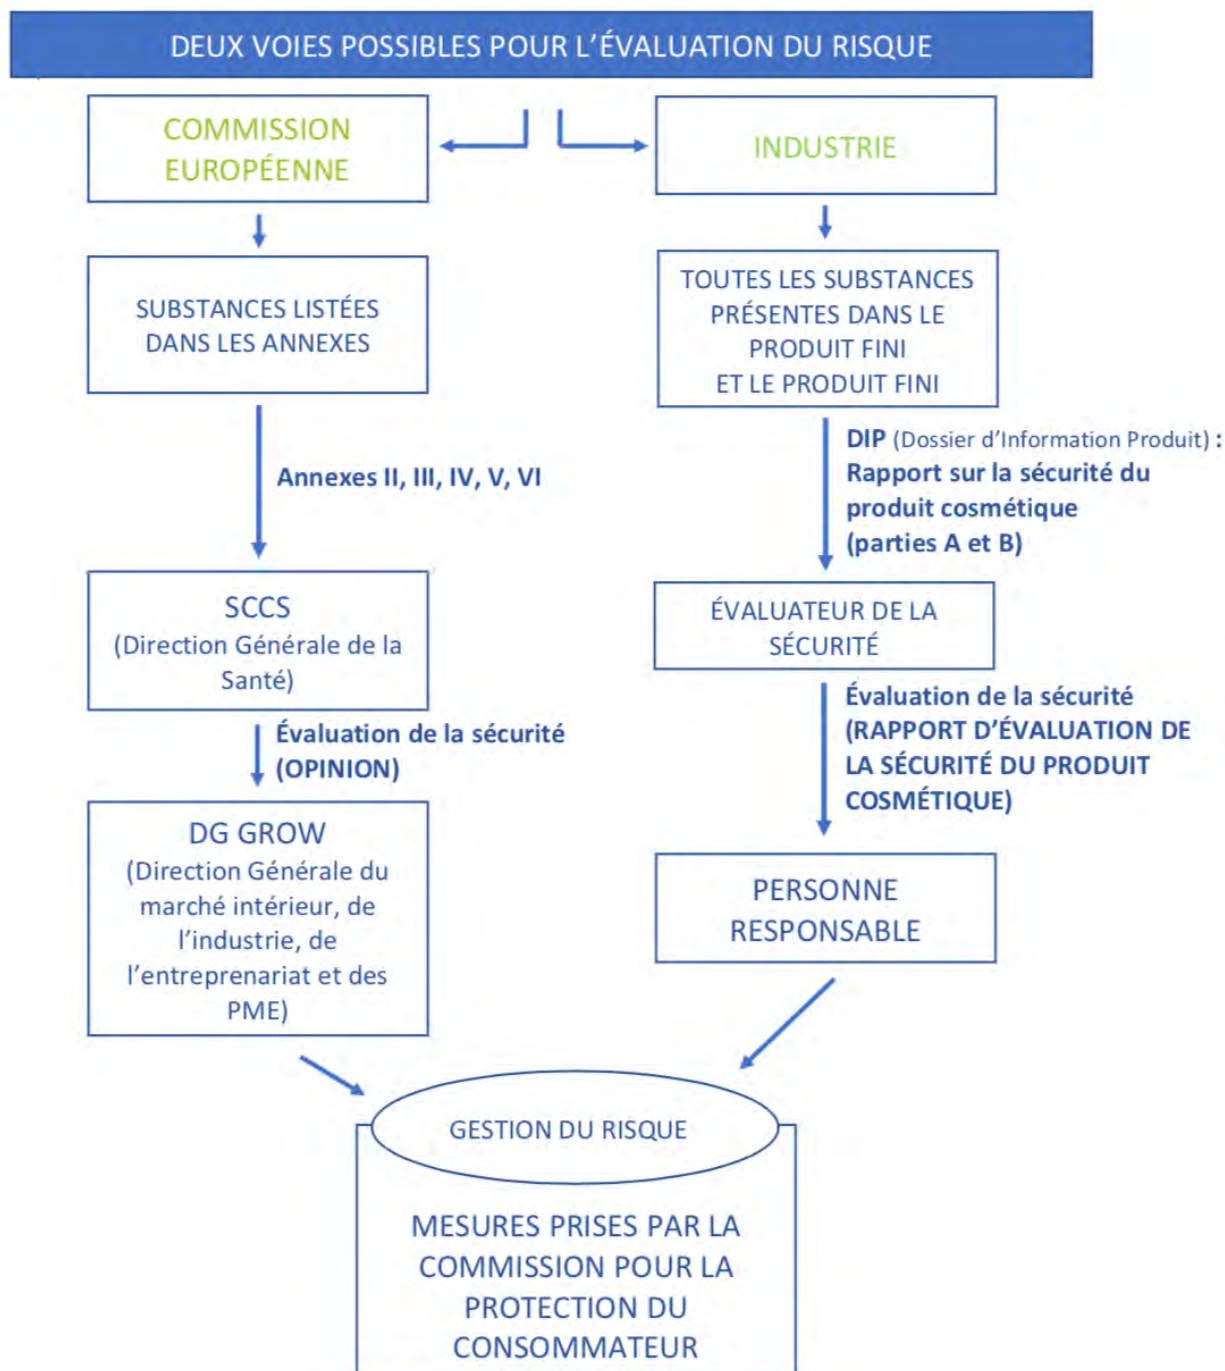 DEUX VOIES POSSIBLES POUR L’ÉVALUATION DU RISQUE
COMMISSION
EUROPÉENNE
SUBSTANCES LISTÉES
DANS LES ANNEXES
Annexes II, III, IV, V, VI
SCCS
(Direction Générale de la
Santé)
Évaluation de la sécurité
(OPINION)
DG GROW
(Direction Générale du
marché intérieur, de
l’industrie, de
l’entreprenariat et des
PME)
INDUSTRIE
TOUTES LES SUBSTANCES
PRÉSENTES DANS LE
PRODUIT FINI
ET LE PRODUIT FINI
DIP (Dossier d’Information Produit) :
Rapport sur la sécurité du
produit cosmétique
(parties A et B)
ÉVALUATEUR DE LA
SÉCURITÉ
Évaluation de la sécurité
(RAPPORT D’ÉVALUATION DE
LA SÉCURITÉ DU PRODUIT
COSMÉTIQUE)
PERSONNE
RESPONSABLE
GESTION DU RISQUE
MESURES PRISES PAR LA
COMMISSION POUR LA
PROTECTION DU
CONSOMMATEUR